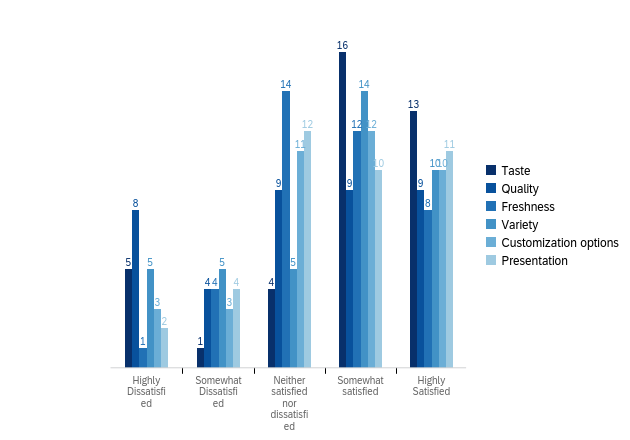 16
14
14
13
12
12
12
11
11
10
10
10
9
9
9
8
8
5
5
5
5
4
4
4
4
3
3
2
1
1
Taste
Quality
Freshness
Variety
Customization options
Presentation
Highly
Dissatisfi
ed
Somewhat
Dissatisfi
ed
Neither
satisfied
nor
dissatisfi
ed
Somewhat
satisfied
Highly
Satisfied